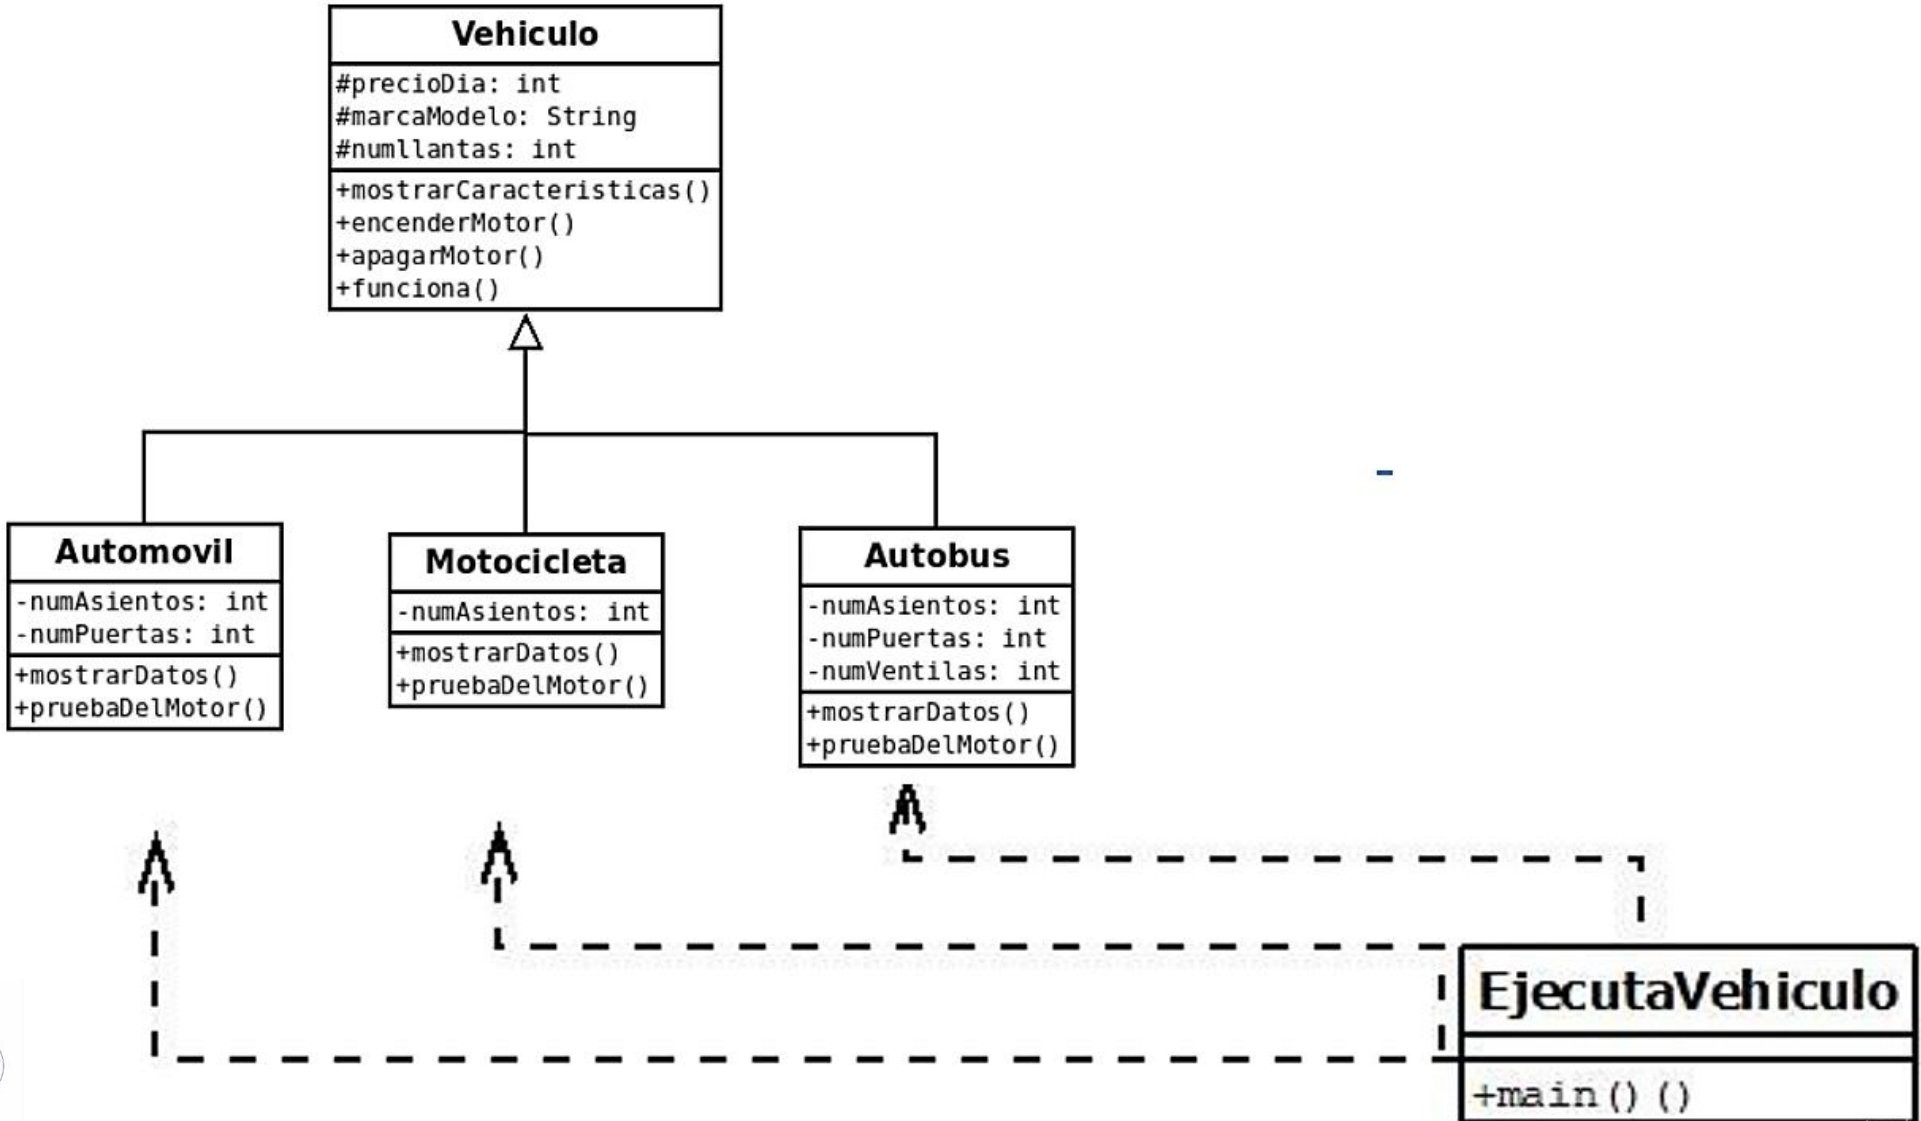 Vehiculo
#precioDia: int
#marcaModelo: String
#numllantas: int
+mostrarCaracteristicas()
+encenderMotor()
+apagarMotor()
+funciona()
Automovil
-numAsientos: int
-numPuertas: int
+mostrarDatos()
+pruebaDelMotor()
Motocicleta
-numAsientos: int
+mostrarDatos()
+pruebaDelMotor()
Autobus
-numAsientos: int
-numPuertas: int
-numVentilas: int
+mostrarDatos()
+pruebaDelMotor()
EjecutaVehiculo
+main()()